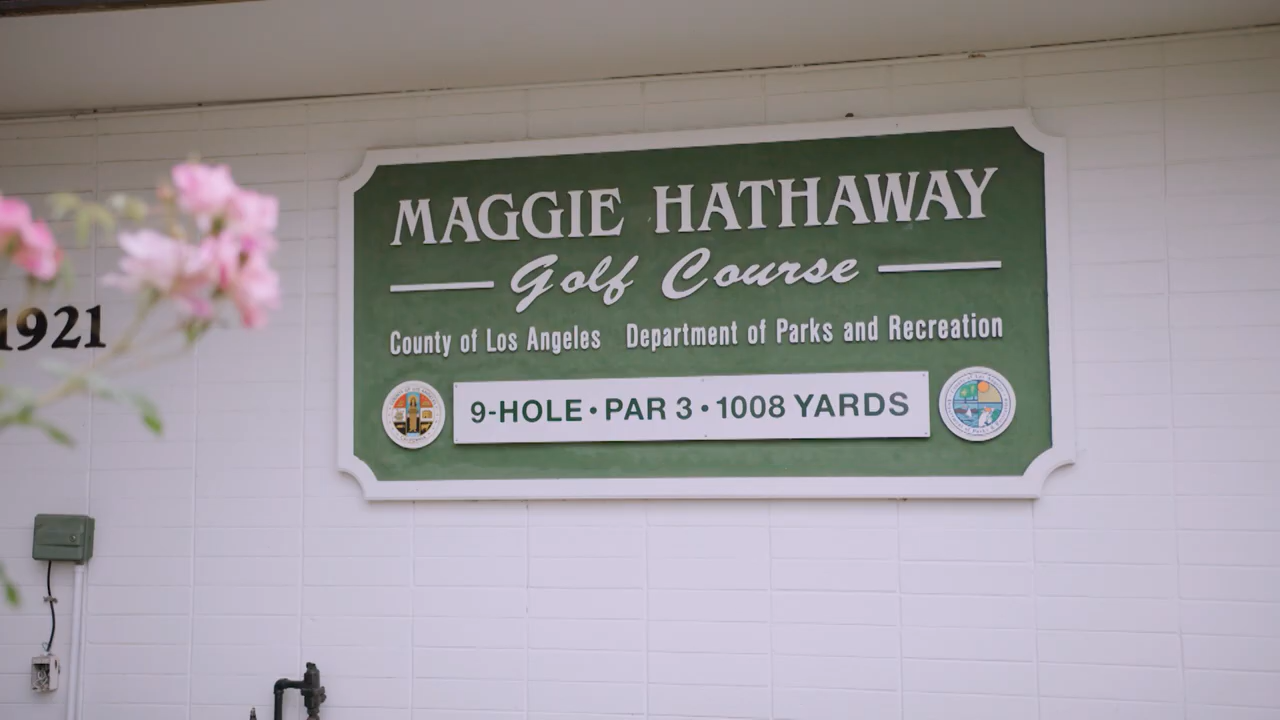 MAGGIE HATHAWAY
Golf Course
County of Los Angeles Department of Parks and Recreation
9-HOLE • PAR 3 • 1008 YARDS
1921